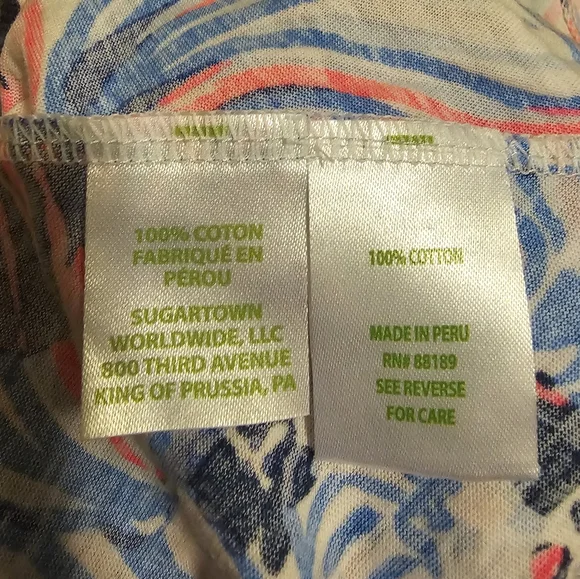 100% COTON
FABRIQUÉ EN
PÉROU
SUGARTOWN
WORLDWIDE, LLC
800 THIRD AVENUE
KING OF PRUSSIA, PA
100% COTTON
MADE IN PERU
RN# 88189
SEE REVERSE
FOR CARE